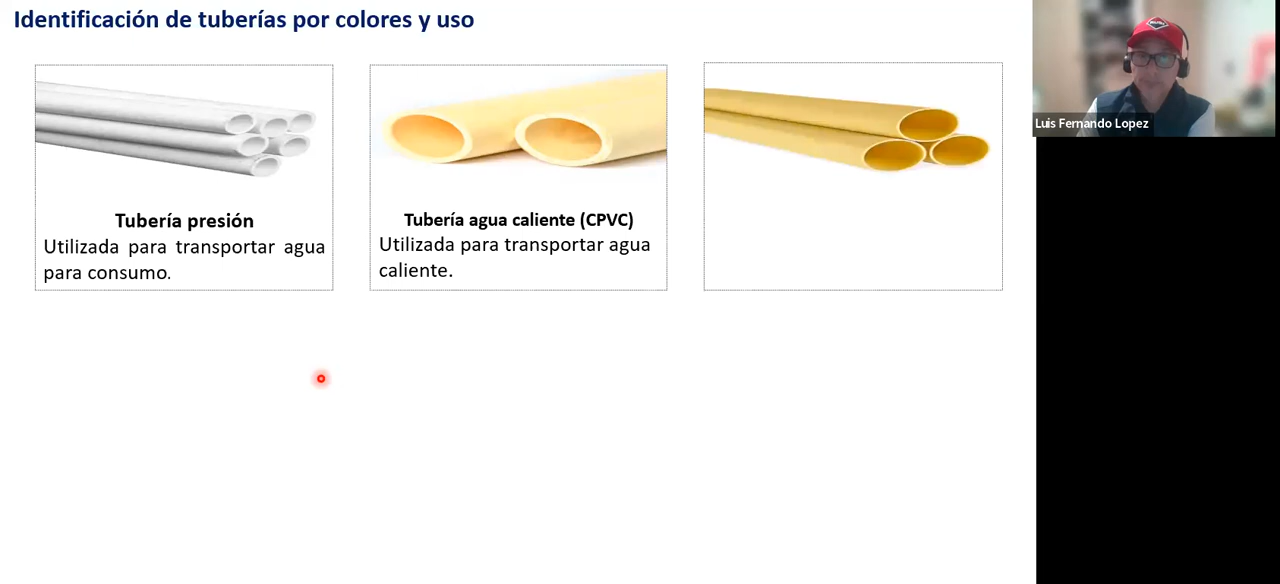 Identificación de tuberías por colores y uso
Tubería presión
Utilizada para transportar agua
para consumo.
Tubería agua caliente (CPVC)
Utilizada para transportar agua
caliente.
Luis Fernando Lopez